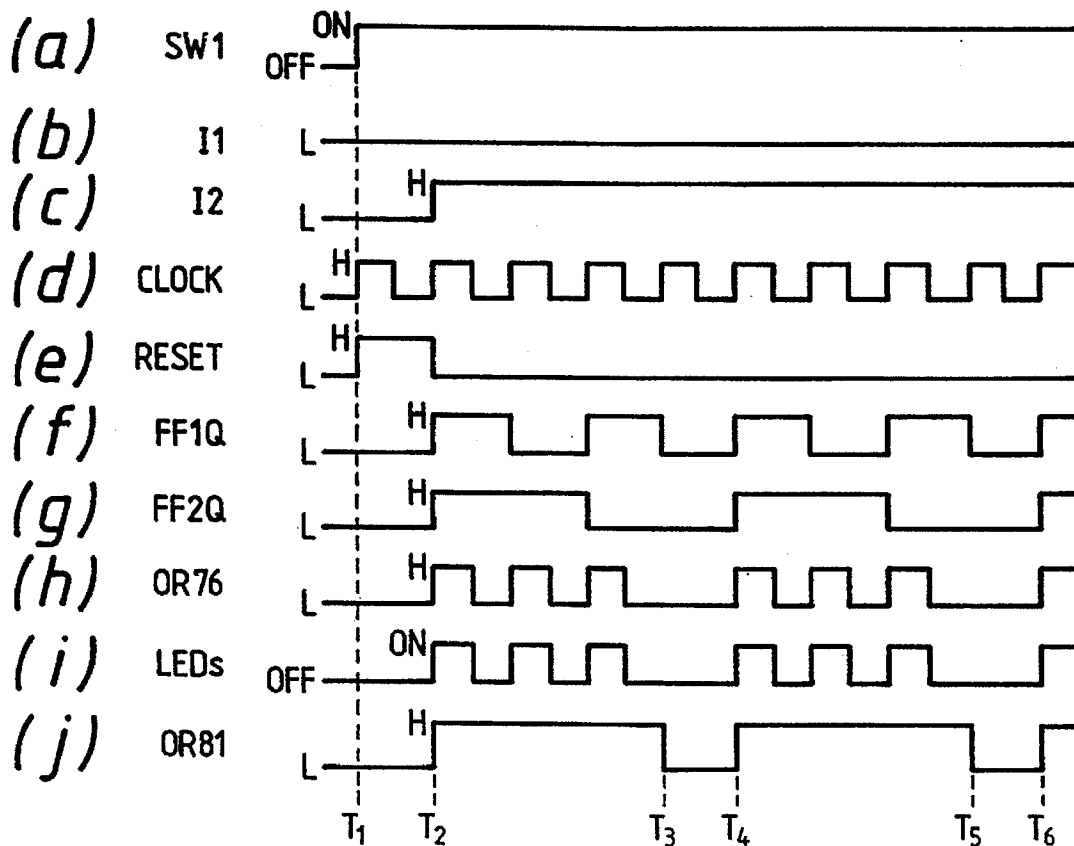 (a) SW1 ON OFF
(b) I1 L
(c) I2 H L
(d) CLOCK H L
(e) RESET H L
(f) FF1Q H L
(g) FF2Q H L
(h) OR76 H L
(i) LEDs ON OFF
(j) OR81 H L
T1 T2 T3 T4 T5 T6